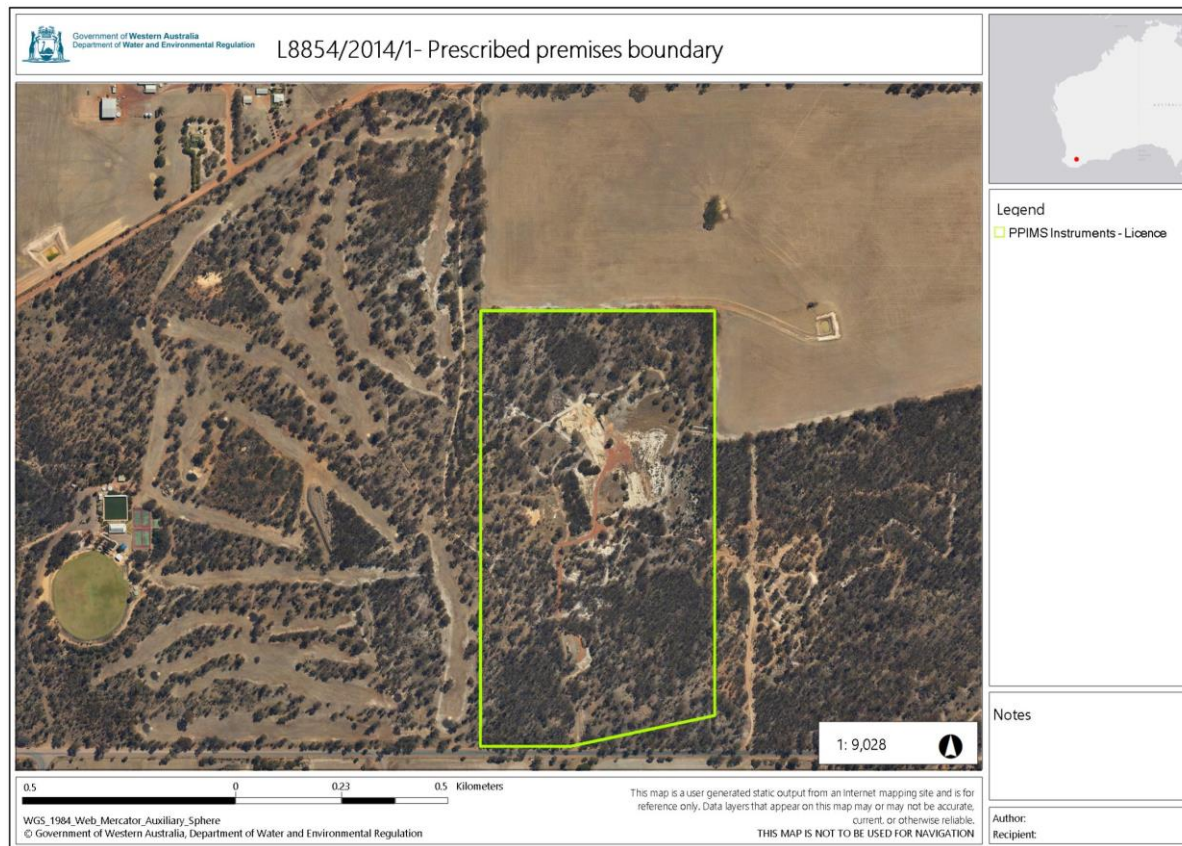 Government of Western Australia
Department of Water and Environmental Regulation
L8854/2014/1- Prescribed premises boundary
Legend
PPIMS Instruments - Licence
1: 9,028
Notes
0.5 0 0.23 0.5 Kilometers
WGS_1984_Web_Mercator_Auxiliary_Sphere
© Government of Western Australia, Department of Water and Environmental Regulation
This map is a user generated static output from an Internet mapping site and is for
reference only. Data layers that appear on this map may or may not be accurate,
current, or otherwise reliable.
THIS MAP IS NOT TO BE USED FOR NAVIGATION
Author:
Recipient: